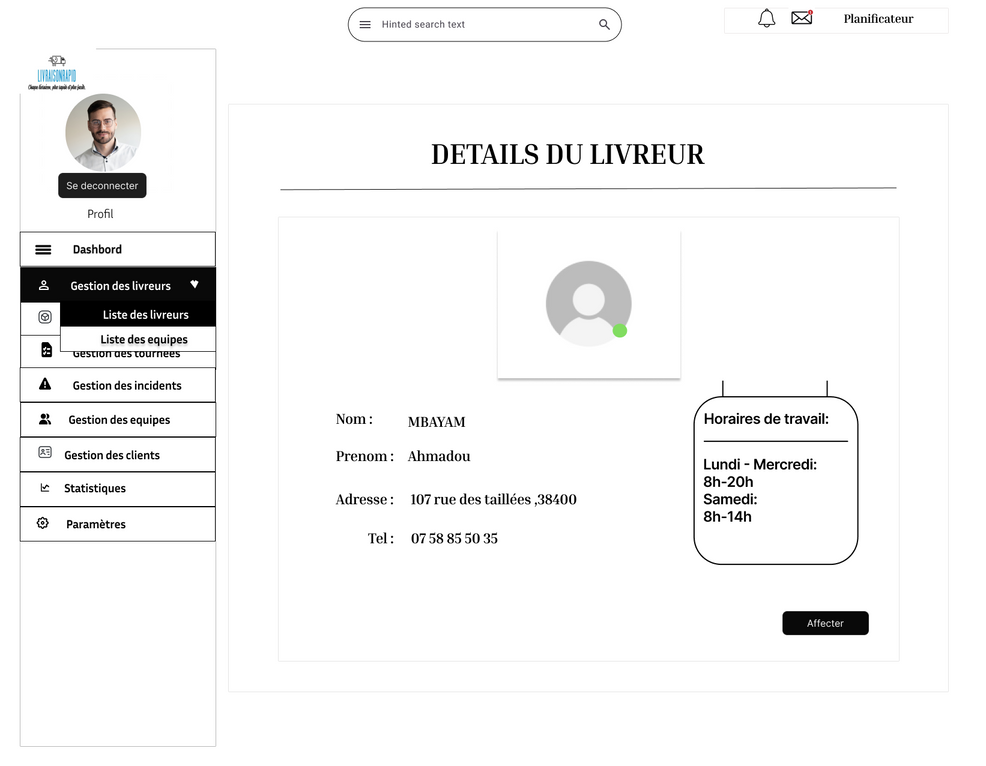 Hinted search text
Planificateur
LIVRAISONRAPID
Chaque livraison, plus rapide et plus facile.
Se deconnecter
Profil
Dashbord
Gestion des livreurs
Liste des livreurs
Liste des equipes
Gestion des tournées
Gestion des incidents
Gestion des equipes
Gestion des clients
Statistiques
Paramètres
DETAILS DU LIVREUR
Nom : MBAYAM
Prenom : Ahmadou
Adresse : 107 rue des taillées ,38400
Tel : 07 58 85 50 35
Horaires de travail:
Lundi - Mercredi:
8h-20h
Samedi:
8h-14h
Affecter